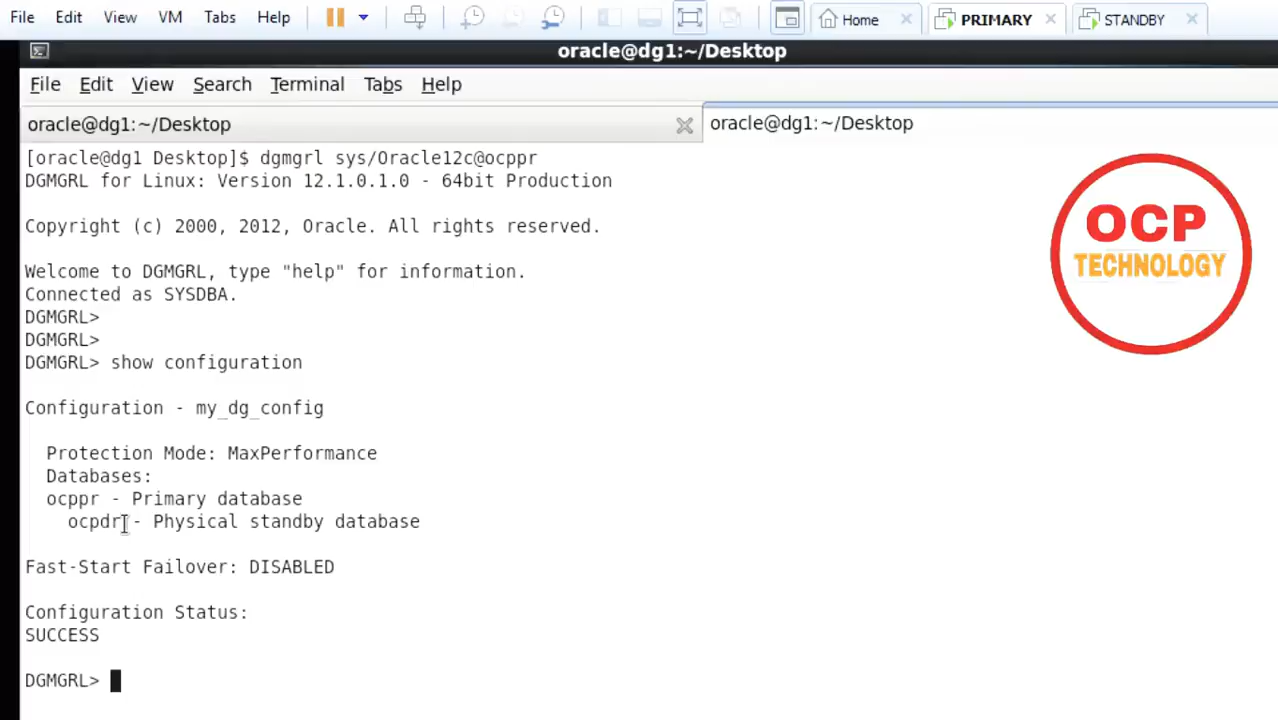 File Edit View VM Tabs Help Home PRIMARY STANDBY
oracle@dg1:~/Desktop
File Edit View Search Terminal Tabs Help
oracle@dg1:~/Desktop oracle@dg1:~/Desktop
[oracle@dg1 Desktop]$ dgmgrl sys/Oracle12c@ocppr
DGMGRL for Linux: Version 12.1.0.1.0 - 64bit Production
Copyright (c) 2000, 2012, Oracle. All rights reserved.
Welcome to DGMGRL, type "help" for information.
Connected as SYSDBA.
DGMGRL>
DGMGRL>
DGMGRL> show configuration
Configuration - my_dg_config
Protection Mode: MaxPerformance
Databases:
ocppr - Primary database
ocpdr - Physical standby database
Fast-Start Failover: DISABLED
Configuration Status:
SUCCESS
DGMGRL>
OCP
TECHNOLOGY